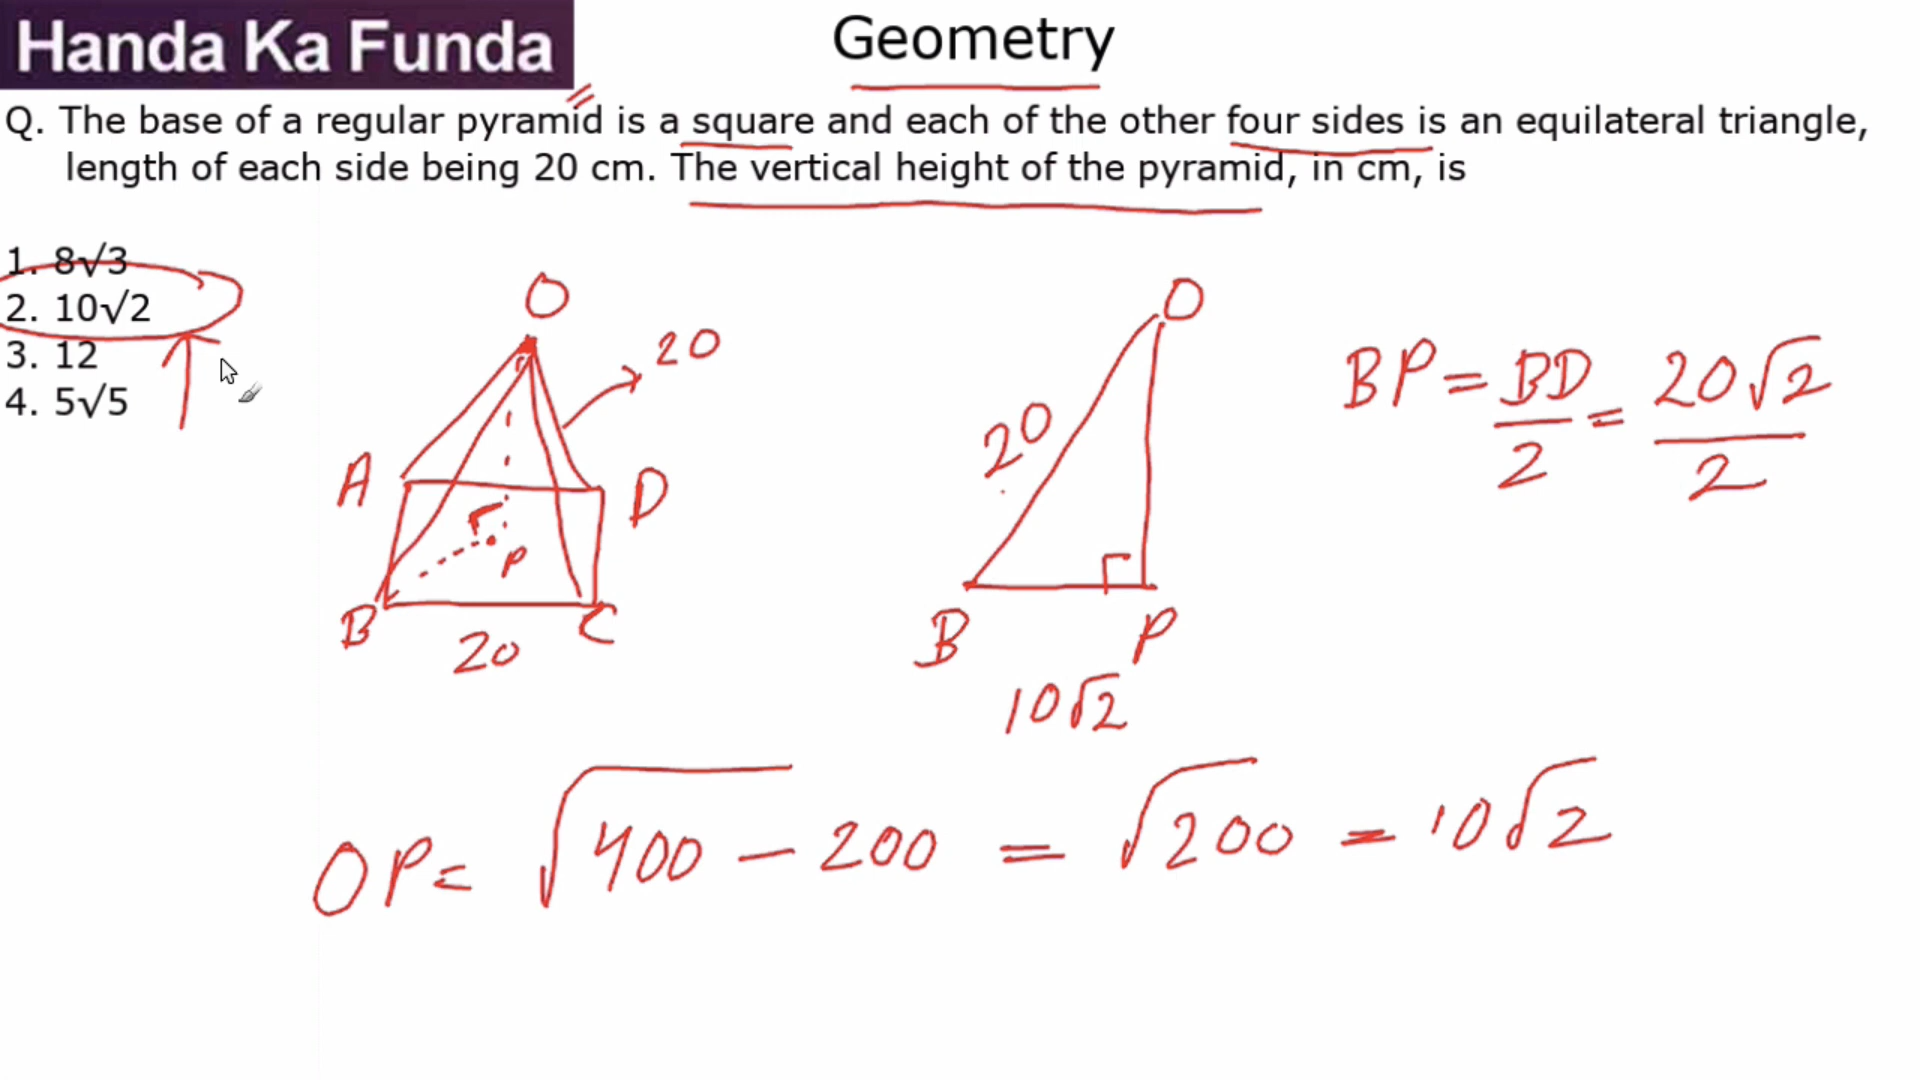 Handa Ka Funda
Geometry
Q. The base of a regular pyramid is a square and each of the other four sides is an equilateral triangle,
length of each side being 20 cm. The vertical height of the pyramid, in cm, is
1. 8√3
2. 10√2
3. 12
4. 5√5
O
20
A
D
P
B
C
20
O
20
B
P
10√2
BP = BD/2 = 20√2/2
OP = √400 – 200 = √200 = 10√2